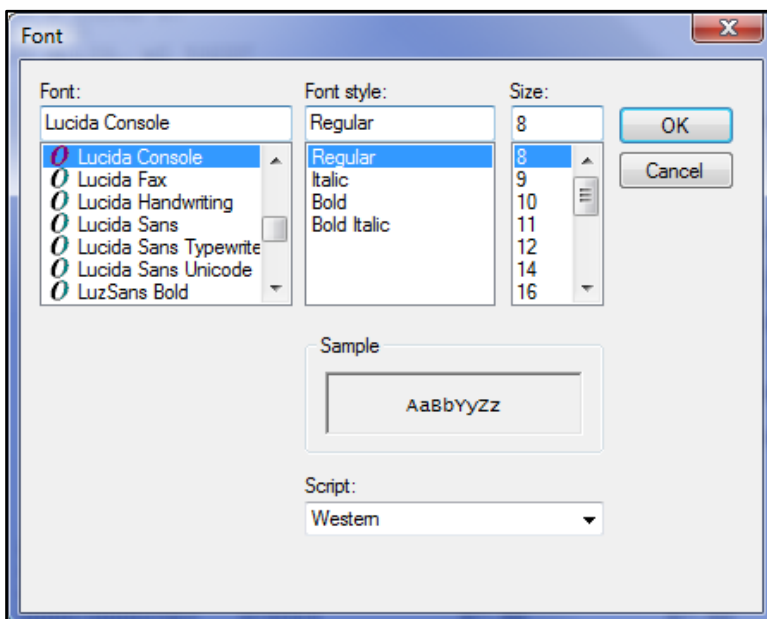 Font
Font:
Lucida Console
Lucida Console
Lucida Fax
Lucida Handwriting
Lucida Sans
Lucida Sans Typewrite
Lucida Sans Unicode
LuzSans Bold
Font style:
Regular
Regular
Italic
Bold
Bold Italic
Size:
8
8
9
10
11
12
14
16
OK
Cancel
Sample
AaBbYyZz
Script:
Western